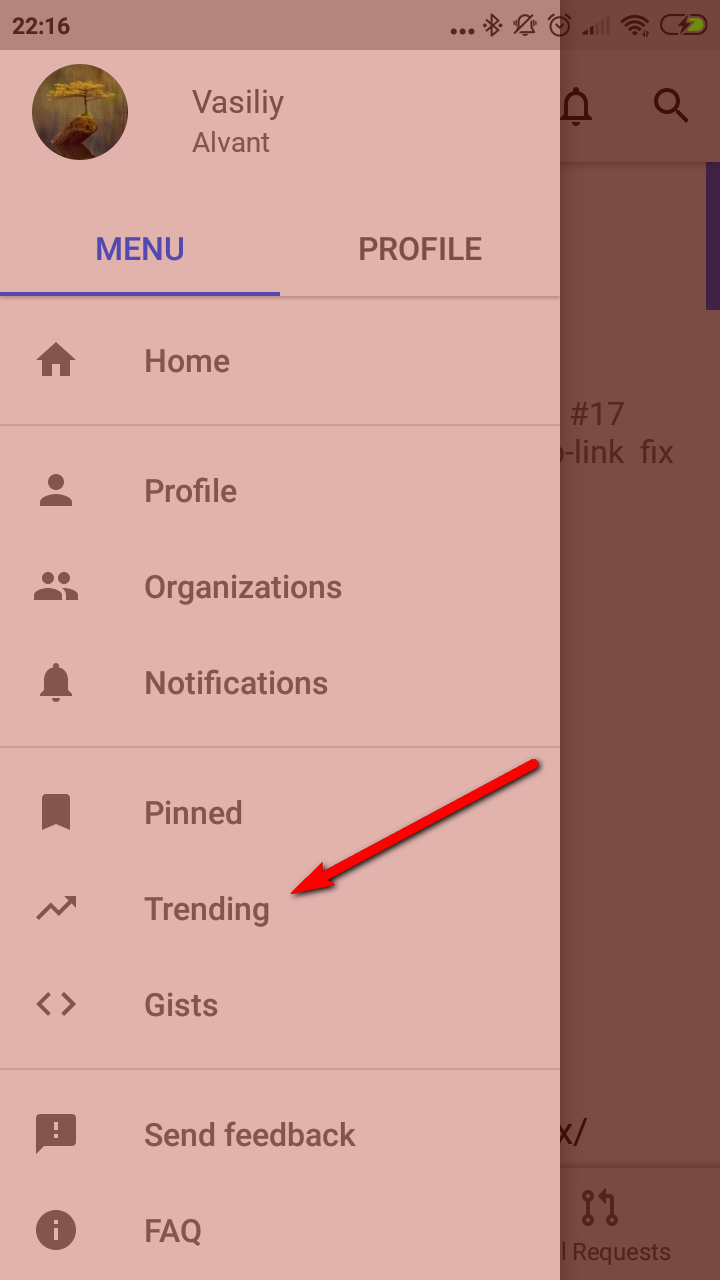 22:16
Vasiliy
Alvant
MENU
PROFILE
Home
Profile
Organizations
Notifications
Pinned
Trending
Gists
Send feedback
FAQ
#17
-link fix
x/
Requests